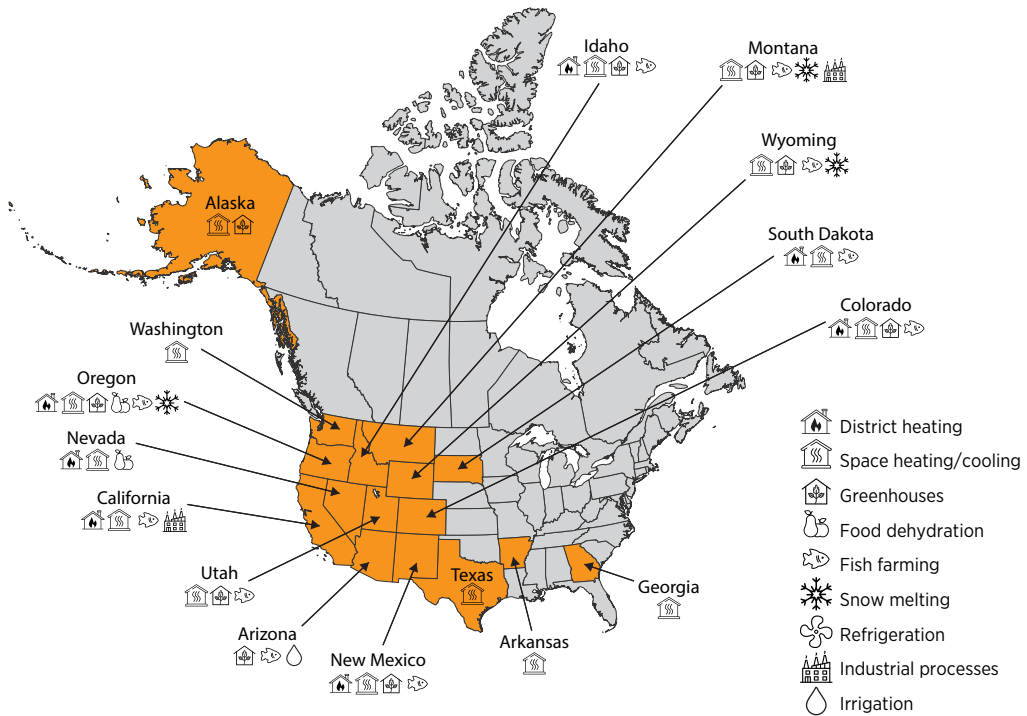 Idaho
Montana
Wyoming
Alaska
South Dakota
Colorado
Washington
Oregon
Nevada
California
Utah
Texas
Georgia
Arizona
Arkansas
New Mexico
District heating
Space heating/cooling
Greenhouses
Food dehydration
Fish farming
Snow melting
Refrigeration
Industrial processes
Irrigation